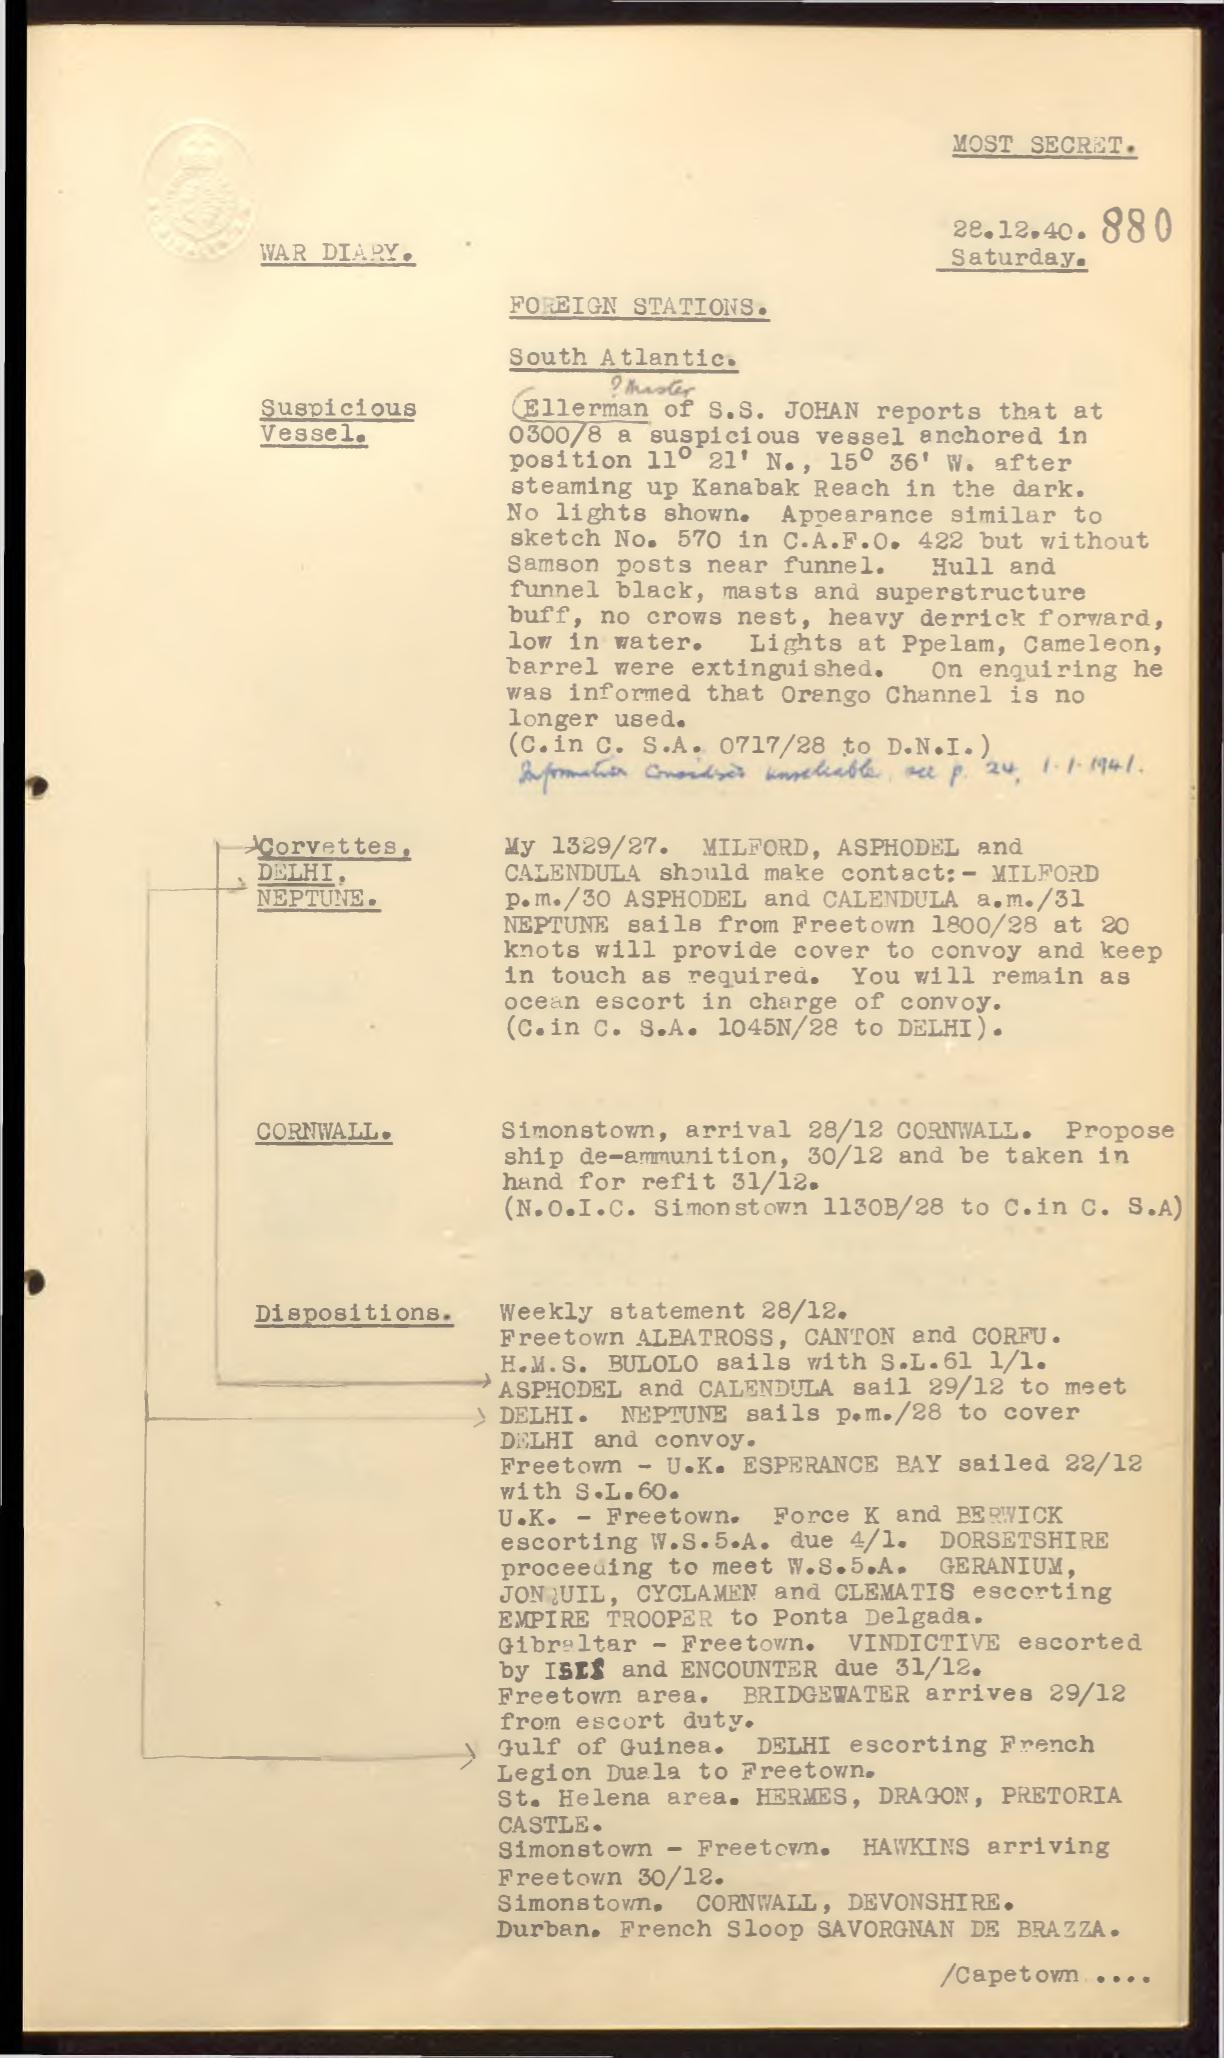 MOST SECRET.
28.12.40. 880
WAR DIARY.
Saturday.
FOREIGN STATIONS.
South Atlantic.
? Master
Suspicious
Vessel.
(Ellerman of S.S. JOHAN reports that at
0300/8 a suspicious vessel anchored in
position 11° 21' N., 15° 36' W. after
steaming up Kanabak Reach in the dark.
No lights shown. Appearance similar to
sketch No. 570 in C.A.F.O. 422 but without
Samson posts near funnel. Hull and
funnel black, masts and superstructure
buff, no crows nest, heavy derrick forward,
low in water. Lights at Ppelam, Cameleon,
barrel were extinguished. On enquiring he
was informed that Orango Channel is no
longer used.
(C.in C. S.A. 0717/28 to D.N.I.)
Information considered unreliable, see p. 24, 1.1.1941.
Corvettes.
DELHI.
NEPTUNE.
My 1329/27. MILFORD, ASPHODEL and
CALENDULA should make contact:- MILFORD
p.m./30 ASPHODEL and CALENDULA a.m./31
NEPTUNE sails from Freetown 1800/28 at 20
knots will provide cover to convoy and keep
in touch as required. You will remain as
ocean escort in charge of convoy.
(C.in C. S.A. 1045N/28 to DELHI).
CORNWALL.
Simonstown, arrival 28/12 CORNWALL. Propose
ship de-ammunition, 30/12 and be taken in
hand for refit 31/12.
(N.O.I.C. Simonstown 1130B/28 to C.in C. S.A)
Dispositions.
Weekly statement 28/12.
Freetown ALBATROSS, CANTON and CORFU.
H.M.S. BULOLO sails with S.L.61 1/1.
ASPHODEL and CALENDULA sail 29/12 to meet
DELHI. NEPTUNE sails p.m./28 to cover
DELHI and convoy.
Freetown - U.K. ESPERANCE BAY sailed 22/12
with S.L.60.
U.K. - Freetown. Force K and BERWICK
escorting W.S.5.A. due 4/1. DORSETSHIRE
proceeding to meet W.S.5.A. GERANIUM,
JONQUIL, CYCLAMEN and CLEMATIS escorting
EMPIRE TROOPER to Ponta Delgada.
Gibraltar - Freetown. VINDICTIVE escorted
by ISIS and ENCOUNTER due 31/12.
Freetown area. BRIDGEWATER arrives 29/12
from escort duty.
Gulf of Guinea. DELHI escorting French
Legion Duala to Freetown.
St. Helena area. HERMES, DRAGON, PRETORIA
CASTLE.
Simonstown - Freetown. HAWKINS arriving
Freetown 30/12.
Simonstown. CORNWALL, DEVONSHIRE.
Durban. French Sloop SAVORGNAN DE BRAZZA.
/Capetown ....